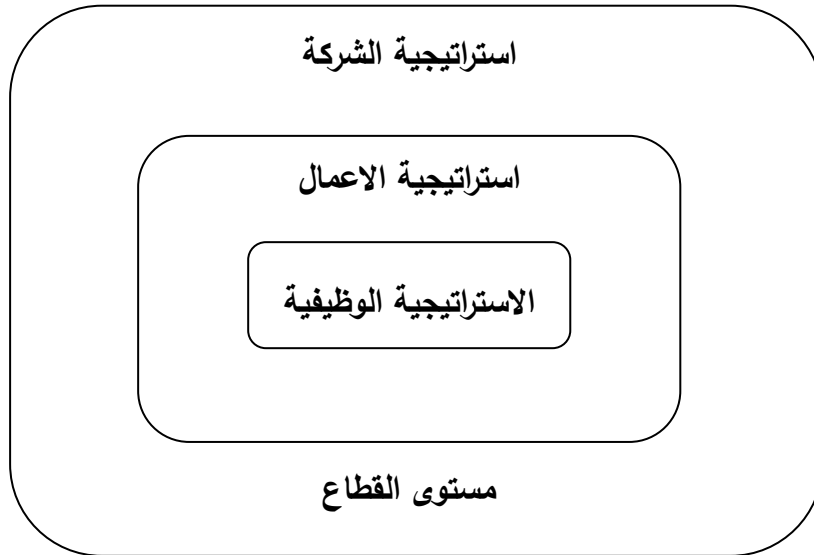 استراتيجية الشركة
استراتيجية الاعمال
الاستراتيجية الوظيفية
مستوى القطاع